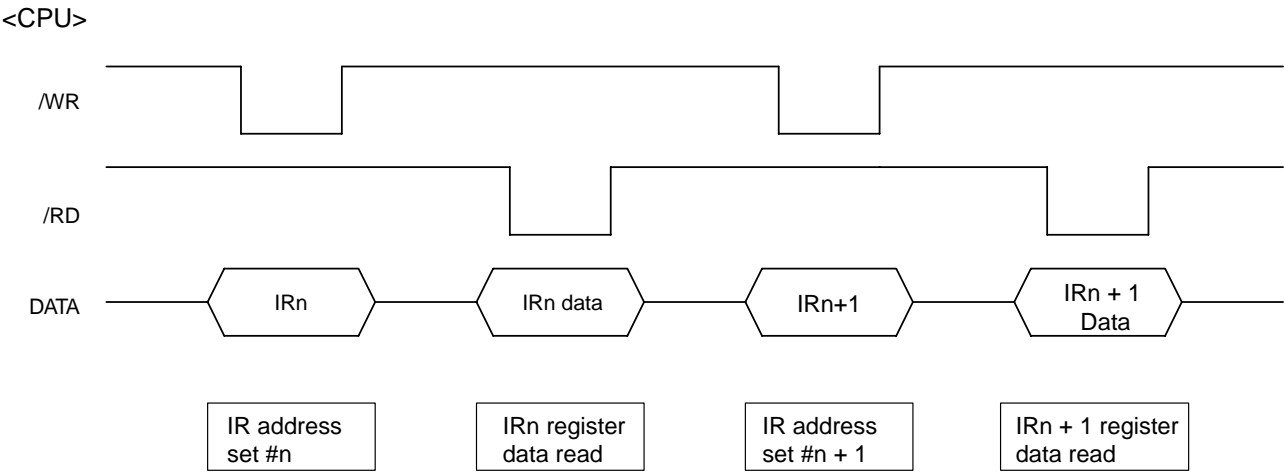 <CPU>
/WR
/RD
DATA
IRn
IRn data
IRn+1
IRn + 1
Data
IR address
set #n
IRn register
data read
IR address
set #n + 1
IRn + 1 register
data read